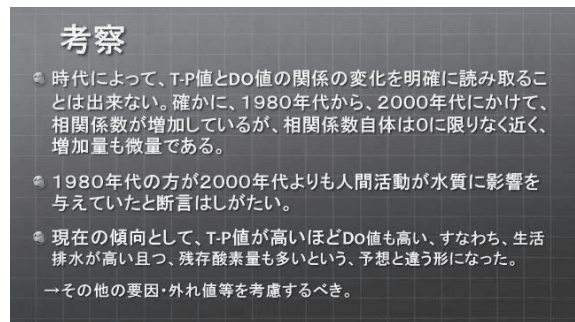 考察
時代によって、T-P値とDO値の関係の変化を明確に読み取るこ
とは出来ない。確かに、1980年代から、2000年代にかけて、
相関係数が増加しているが、相関係数自体は0に限りなく近く、
増加量も微量である。
1980年代の方が2000年代よりも人間活動が水質に影響を
与えていたと断言はしがたい。
現在の傾向として、T-P値が高いほどDO値も高い、すなわち、生活
排水が高い且つ、残存酸素量も多いという、予想と違う形になった。
→その他の要因・外れ値等を考慮するべき。